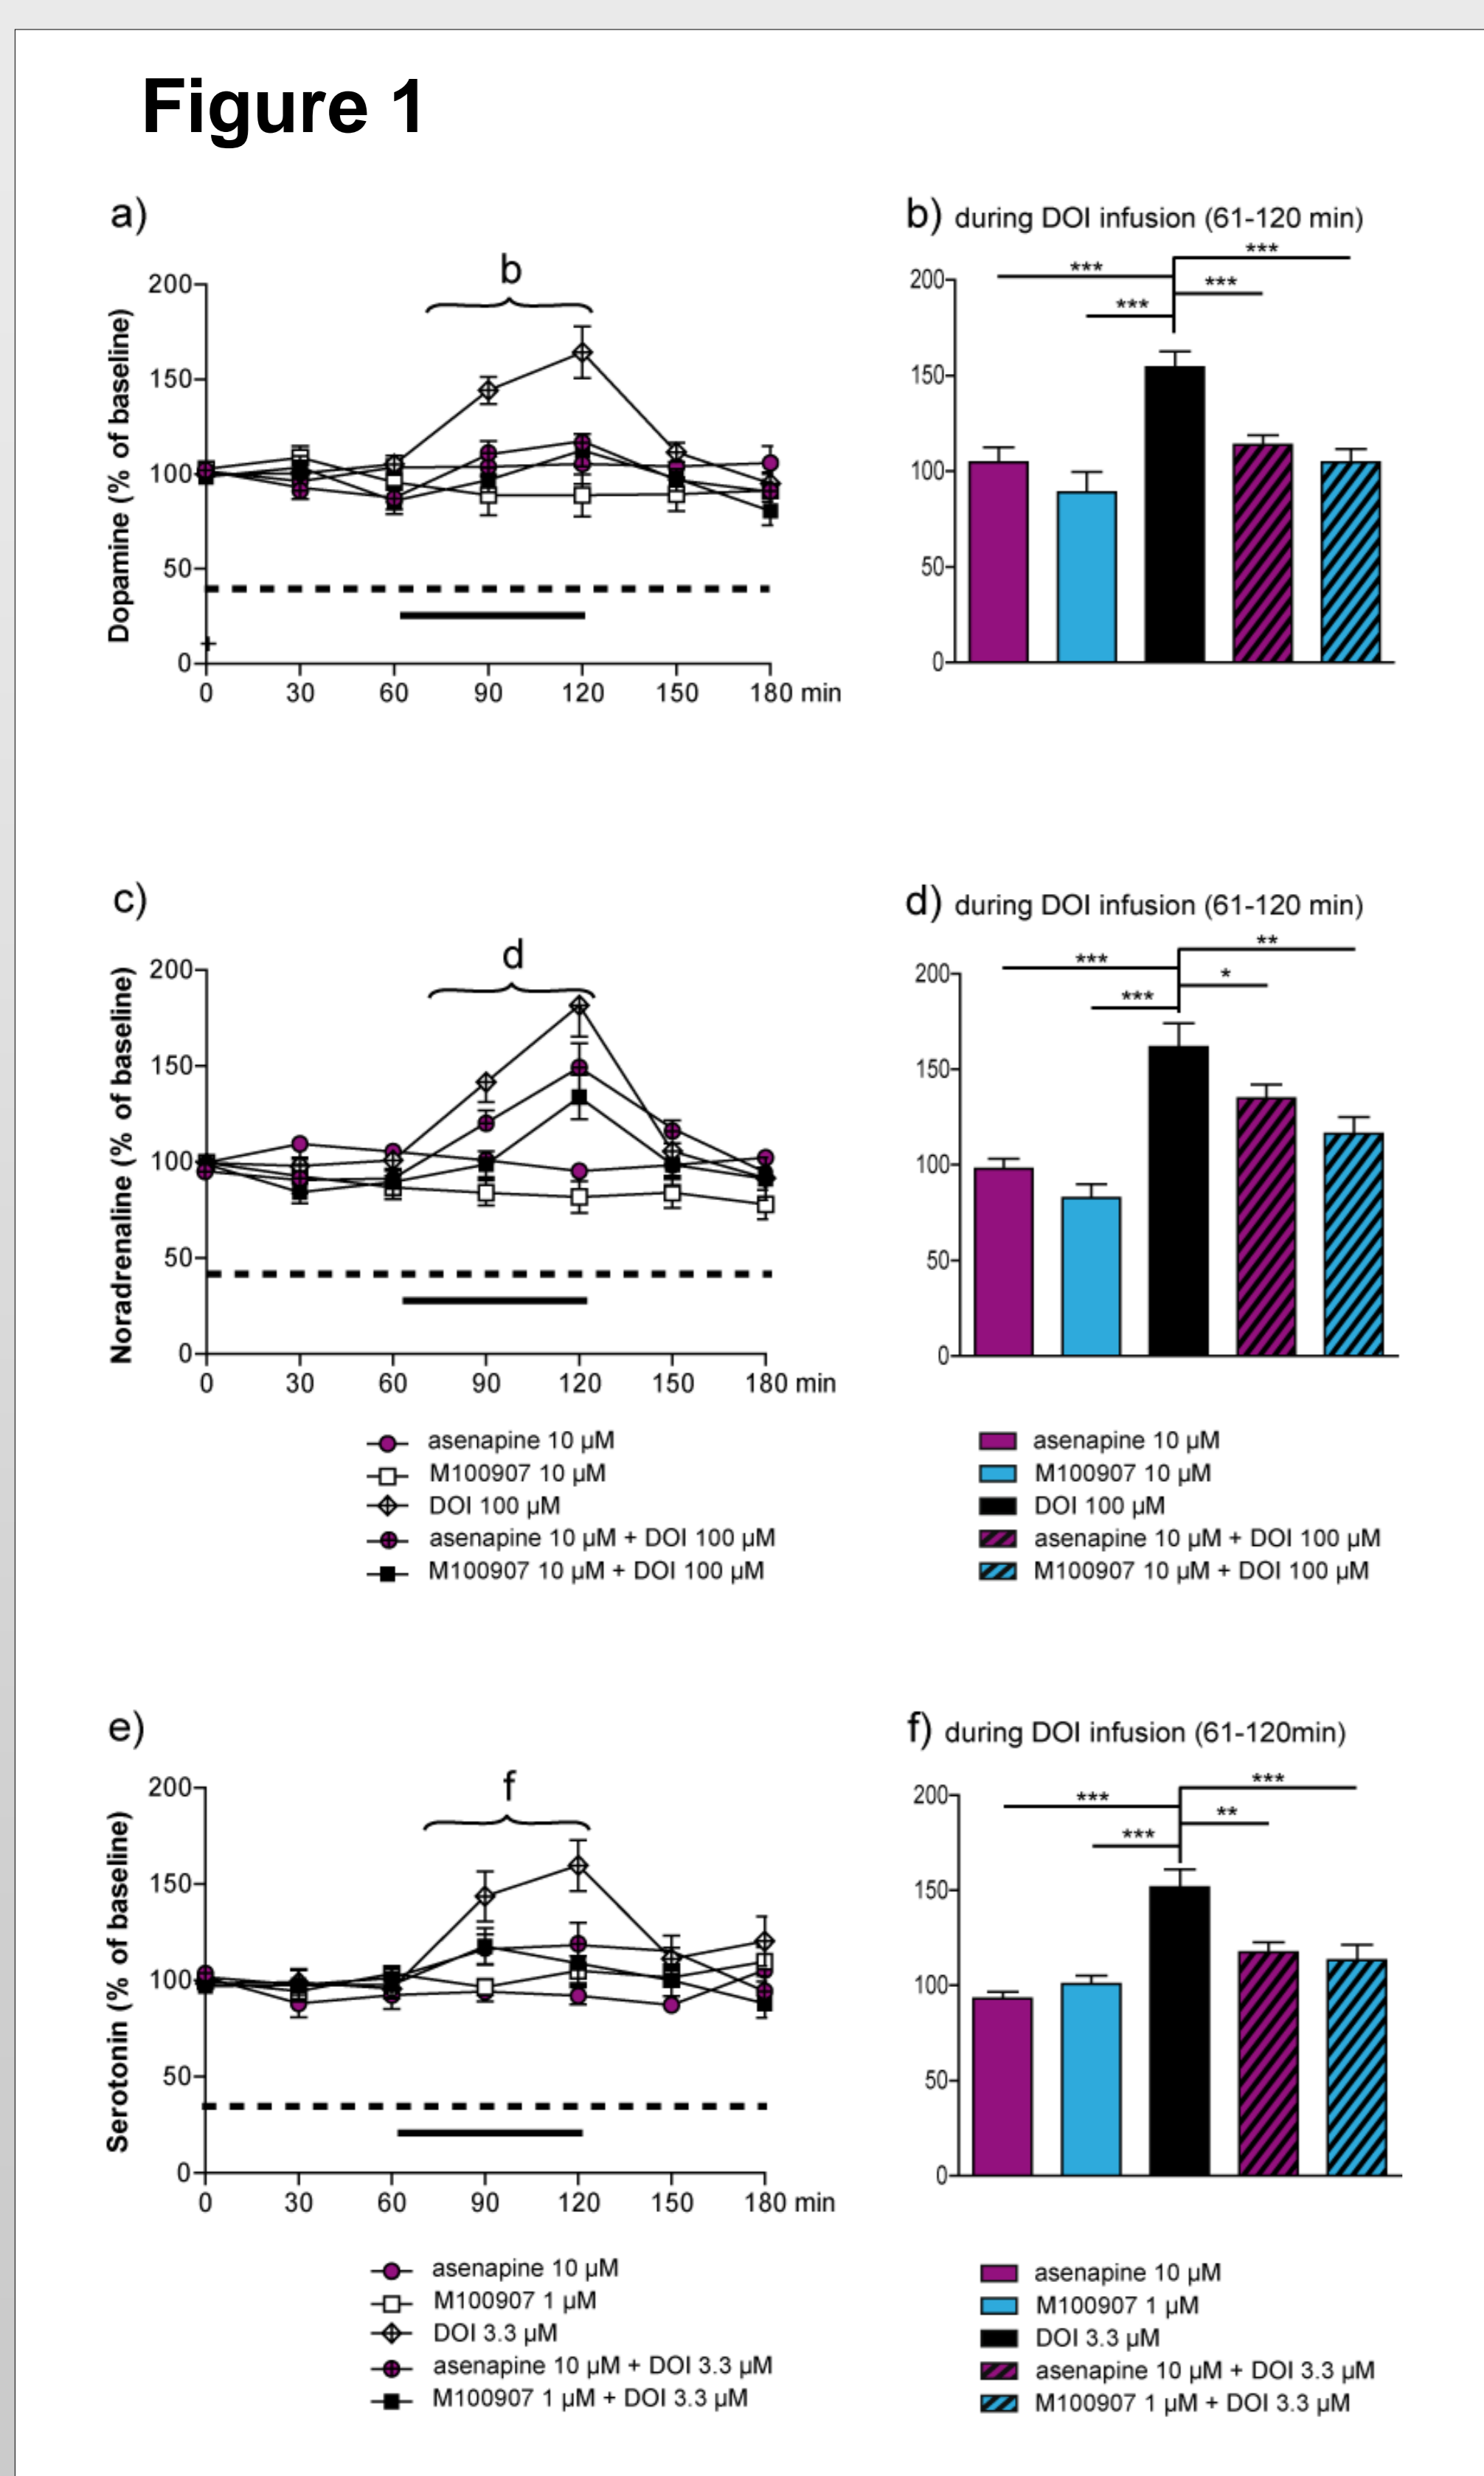 Figure 1
a)
b
Dopamine (% of baseline)
200
150
100
50
0
0 30 60 90 120 150 180 min
b) during DOI infusion (61-120 min)
***
***
***
***
200
150
100
50
0
c)
d
Noradrenaline (% of baseline)
200
150
100
50
0
0 30 60 90 120 150 180 min
d) during DOI infusion (61-120 min)
**
***
*
***
200
150
100
50
0
asenapine 10 µM
M100907 10 µM
DOI 100 µM
asenapine 10 µM + DOI 100 µM
M100907 10 µM + DOI 100 µM
asenapine 10 µM
M100907 10 µM
DOI 100 µM
asenapine 10 µM + DOI 100 µM
M100907 10 µM + DOI 100 µM
e)
f
Serotonin (% of baseline)
200
150
100
50
0
0 30 60 90 120 150 180 min
f) during DOI infusion (61-120min)
***
***
**
***
200
150
100
50
0
asenapine 10 µM
M100907 1 µM
DOI 3.3 µM
asenapine 10 µM + DOI 3.3 µM
M100907 1 µM + DOI 3.3 µM
asenapine 10 µM
M100907 1 µM
DOI 3.3 µM
asenapine 10 µM + DOI 3.3 µM
M100907 1 µM + DOI 3.3 µM